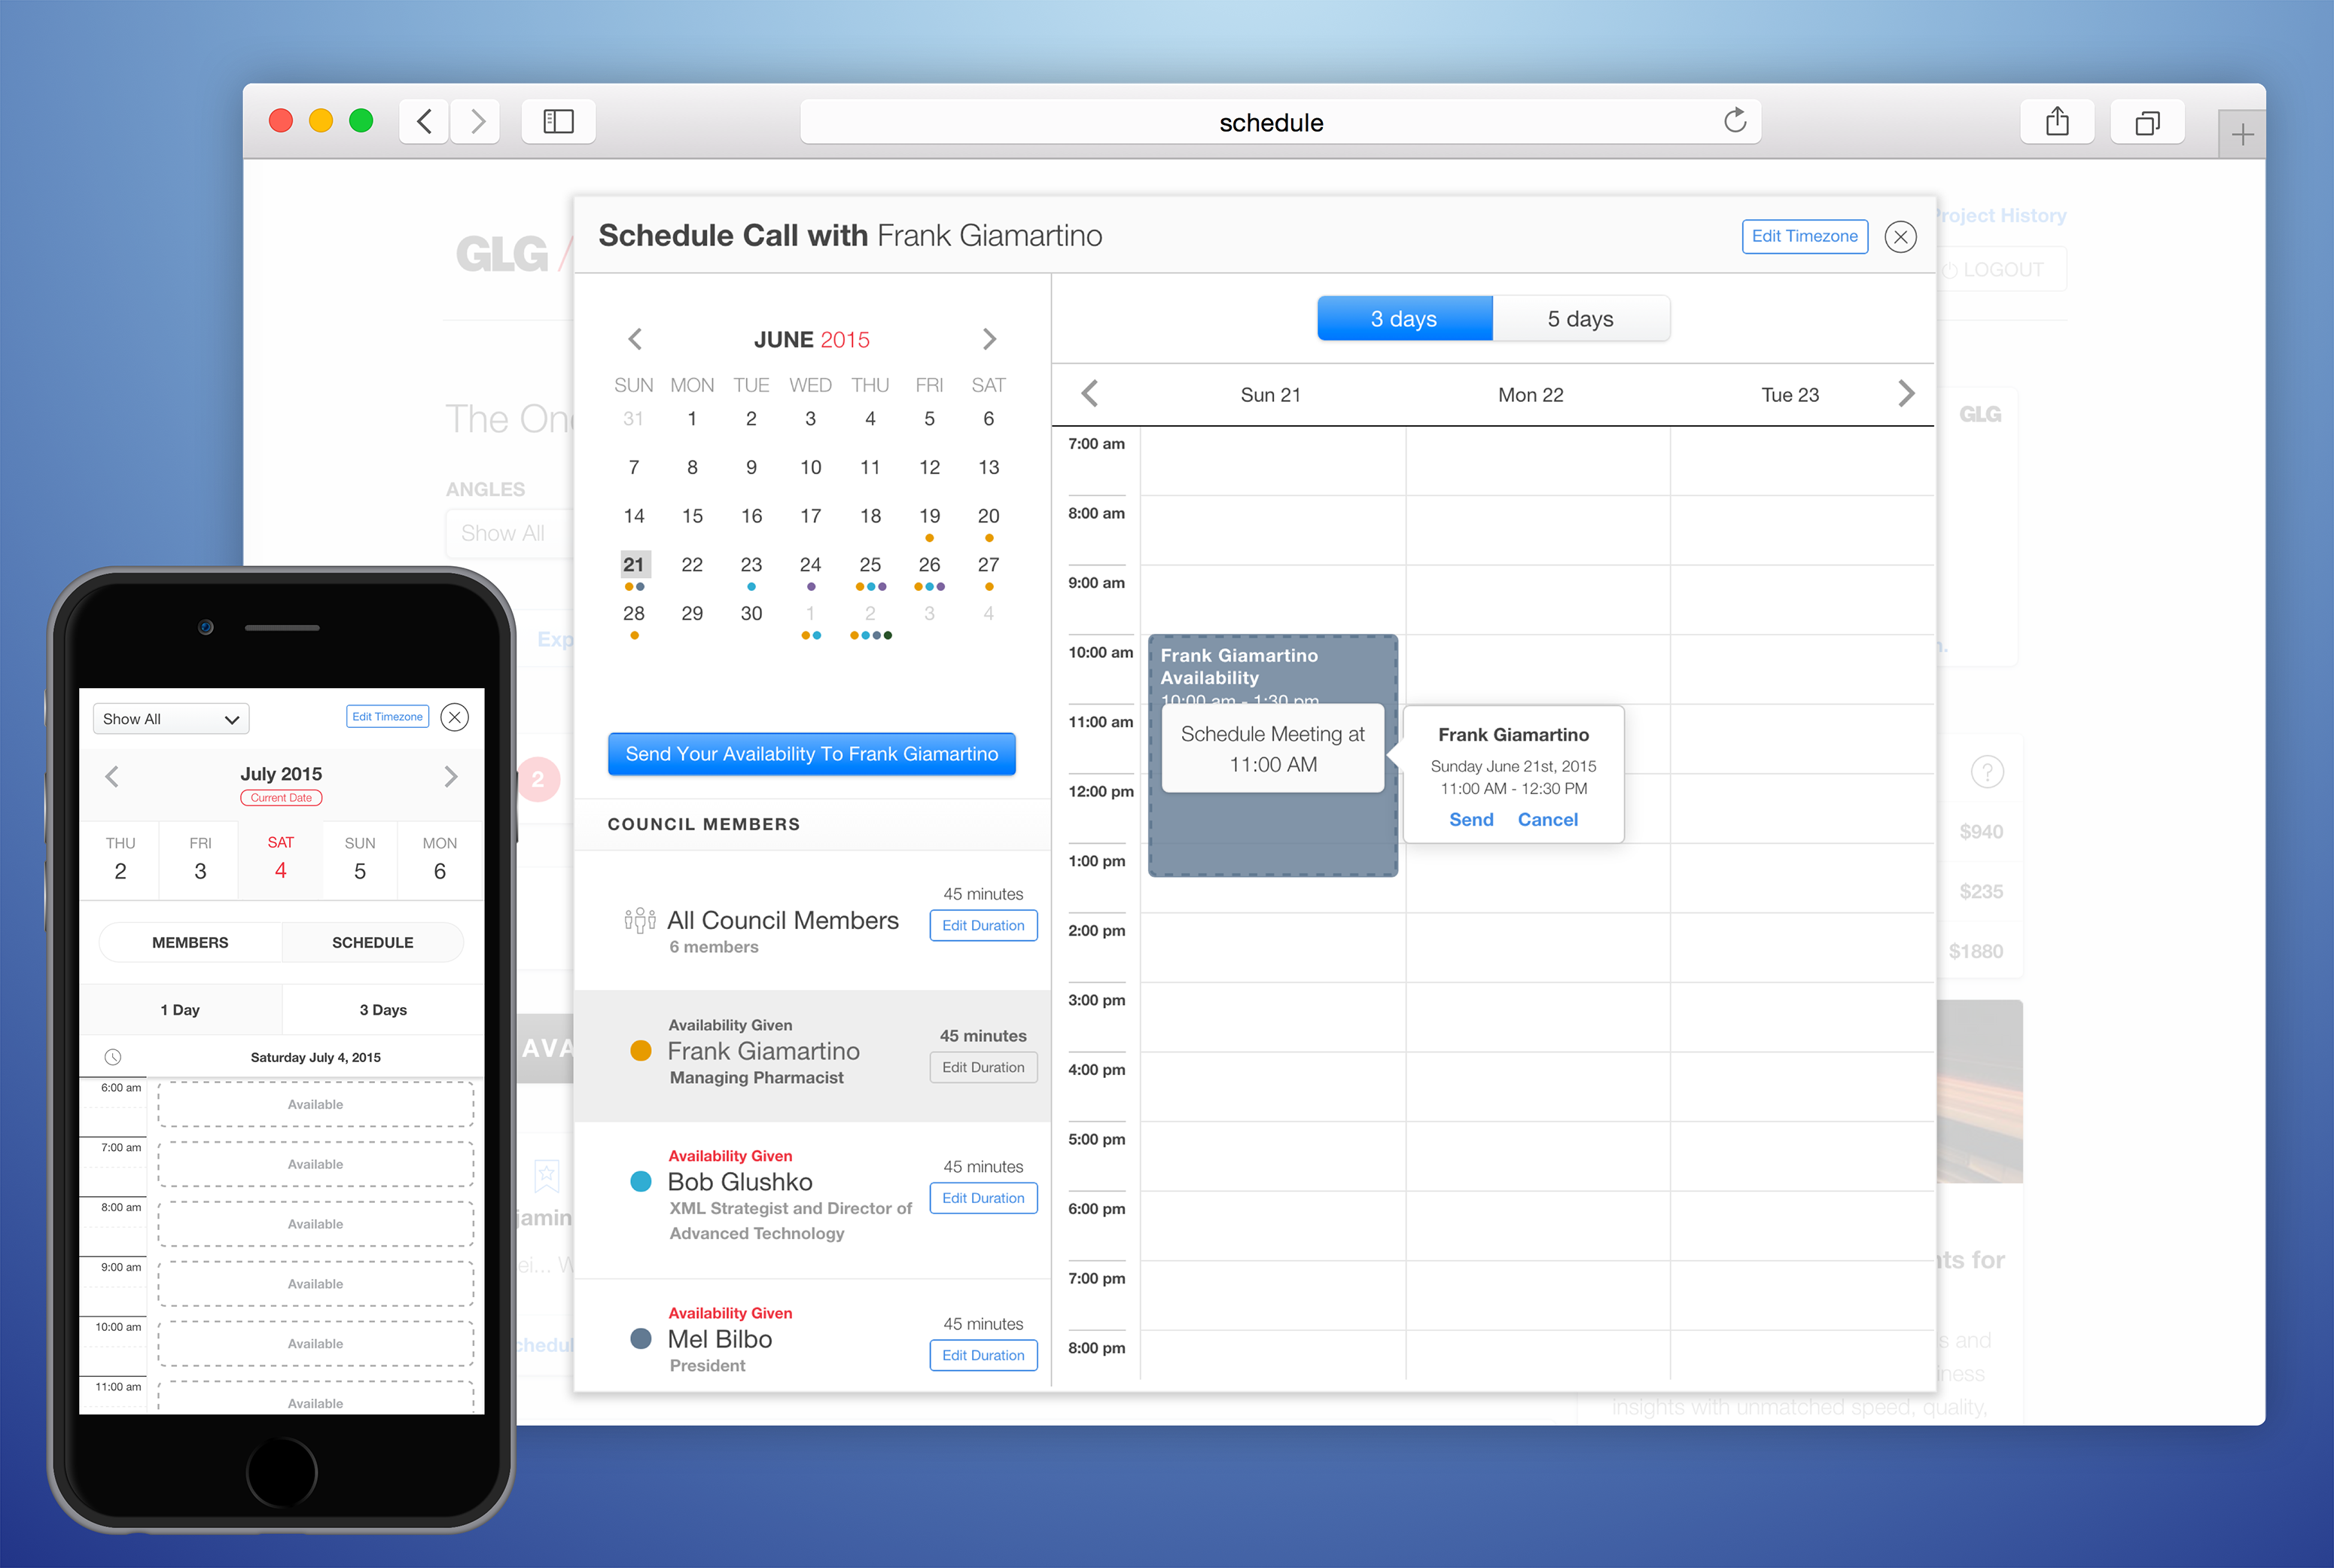 schedule
Project History
GLG /
LOGOUT
The One
ANGLES
Show All
GLG
Exp
2
$940
$235
$1880
AVA
jamin
ei... W
chedul
nts for
s and
iness
insights with unmatched speed, quality,
Schedule Call with Frank Giamartino
Edit Timezone
JUNE 2015
SUN MON TUE WED THU FRI SAT
31 1 2 3 4 5 6
7 8 9 10 11 12 13
14 15 16 17 18 19 20
21 22 23 24 25 26 27
28 29 30 1 2 3 4
Send Your Availability To Frank Giamartino
COUNCIL MEMBERS
All Council Members
6 members
45 minutes
Edit Duration
Availability Given
Frank Giamartino
Managing Pharmacist
45 minutes
Edit Duration
Availability Given
Bob Glushko
XML Strategist and Director of
Advanced Technology
45 minutes
Edit Duration
Availability Given
Mel Bilbo
President
45 minutes
Edit Duration
3 days 5 days
Sun 21 Mon 22 Tue 23
7:00 am
8:00 am
9:00 am
10:00 am
11:00 am
12:00 pm
1:00 pm
2:00 pm
3:00 pm
4:00 pm
5:00 pm
6:00 pm
7:00 pm
8:00 pm
Frank Giamartino
Availability
10:00 am - 1:30 pm
Schedule Meeting at
11:00 AM
Frank Giamartino
Sunday June 21st, 2015
11:00 AM - 12:30 PM
Send Cancel
Show All
Edit Timezone
July 2015
Current Date
THU FRI SAT SUN MON
2 3 4 5 6
MEMBERS SCHEDULE
1 Day 3 Days
Saturday July 4, 2015
6:00 am Available
7:00 am Available
8:00 am Available
9:00 am Available
10:00 am Available
11:00 am Available